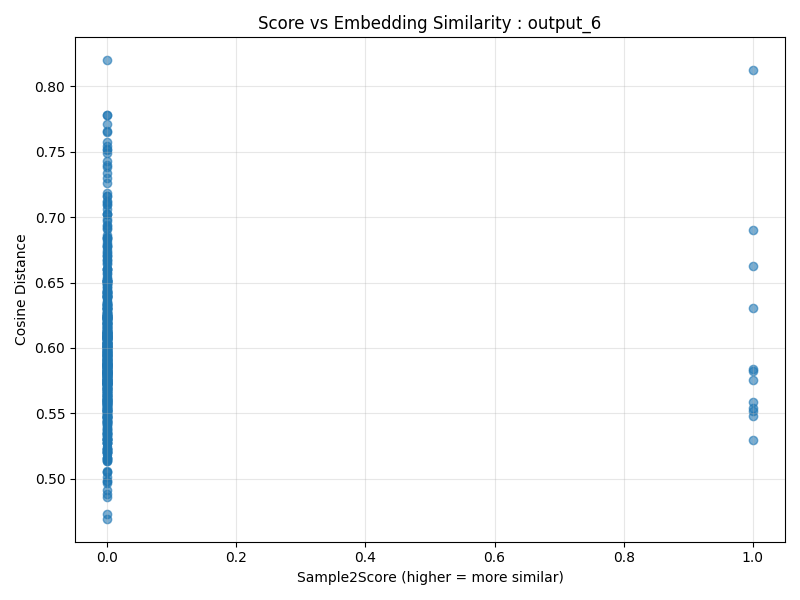 Score vs Embedding Similarity : output_6
0.80
0.75
0.70
0.65
0.60
0.55
0.50
Cosine Distance
0.0 0.2 0.4 0.6 0.8 1.0
Sample2Score (higher = more similar)